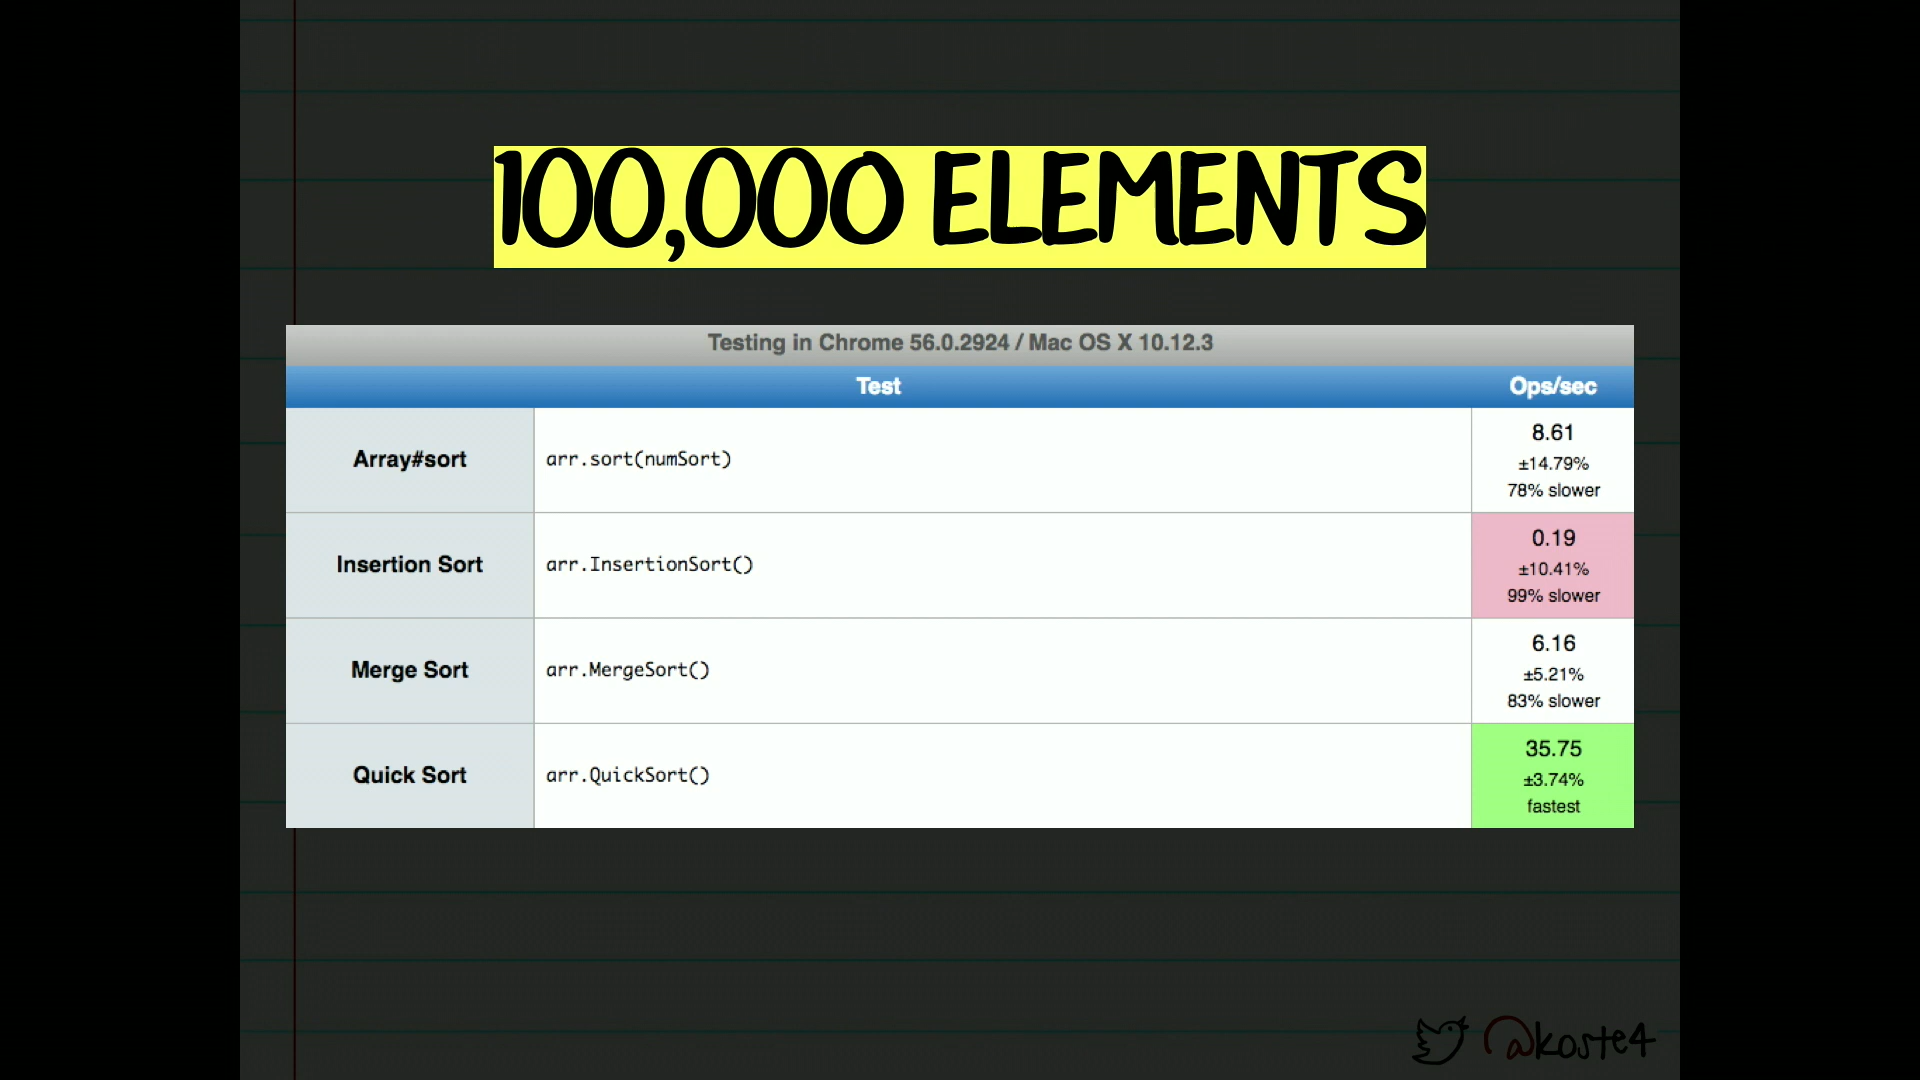 100,000 ELEMENTS
Testing in Chrome 56.0.2924 / Mac OS X 10.12.3
Test Ops/sec
Array#sort arr.sort(numSort) 8.61
±14.79%
78% slower
Insertion Sort arr.InsertionSort() 0.19
±10.41%
99% slower
Merge Sort arr.MergeSort() 6.16
±5.21%
83% slower
Quick Sort arr.QuickSort() 35.75
±3.74%
fastest
@koste4